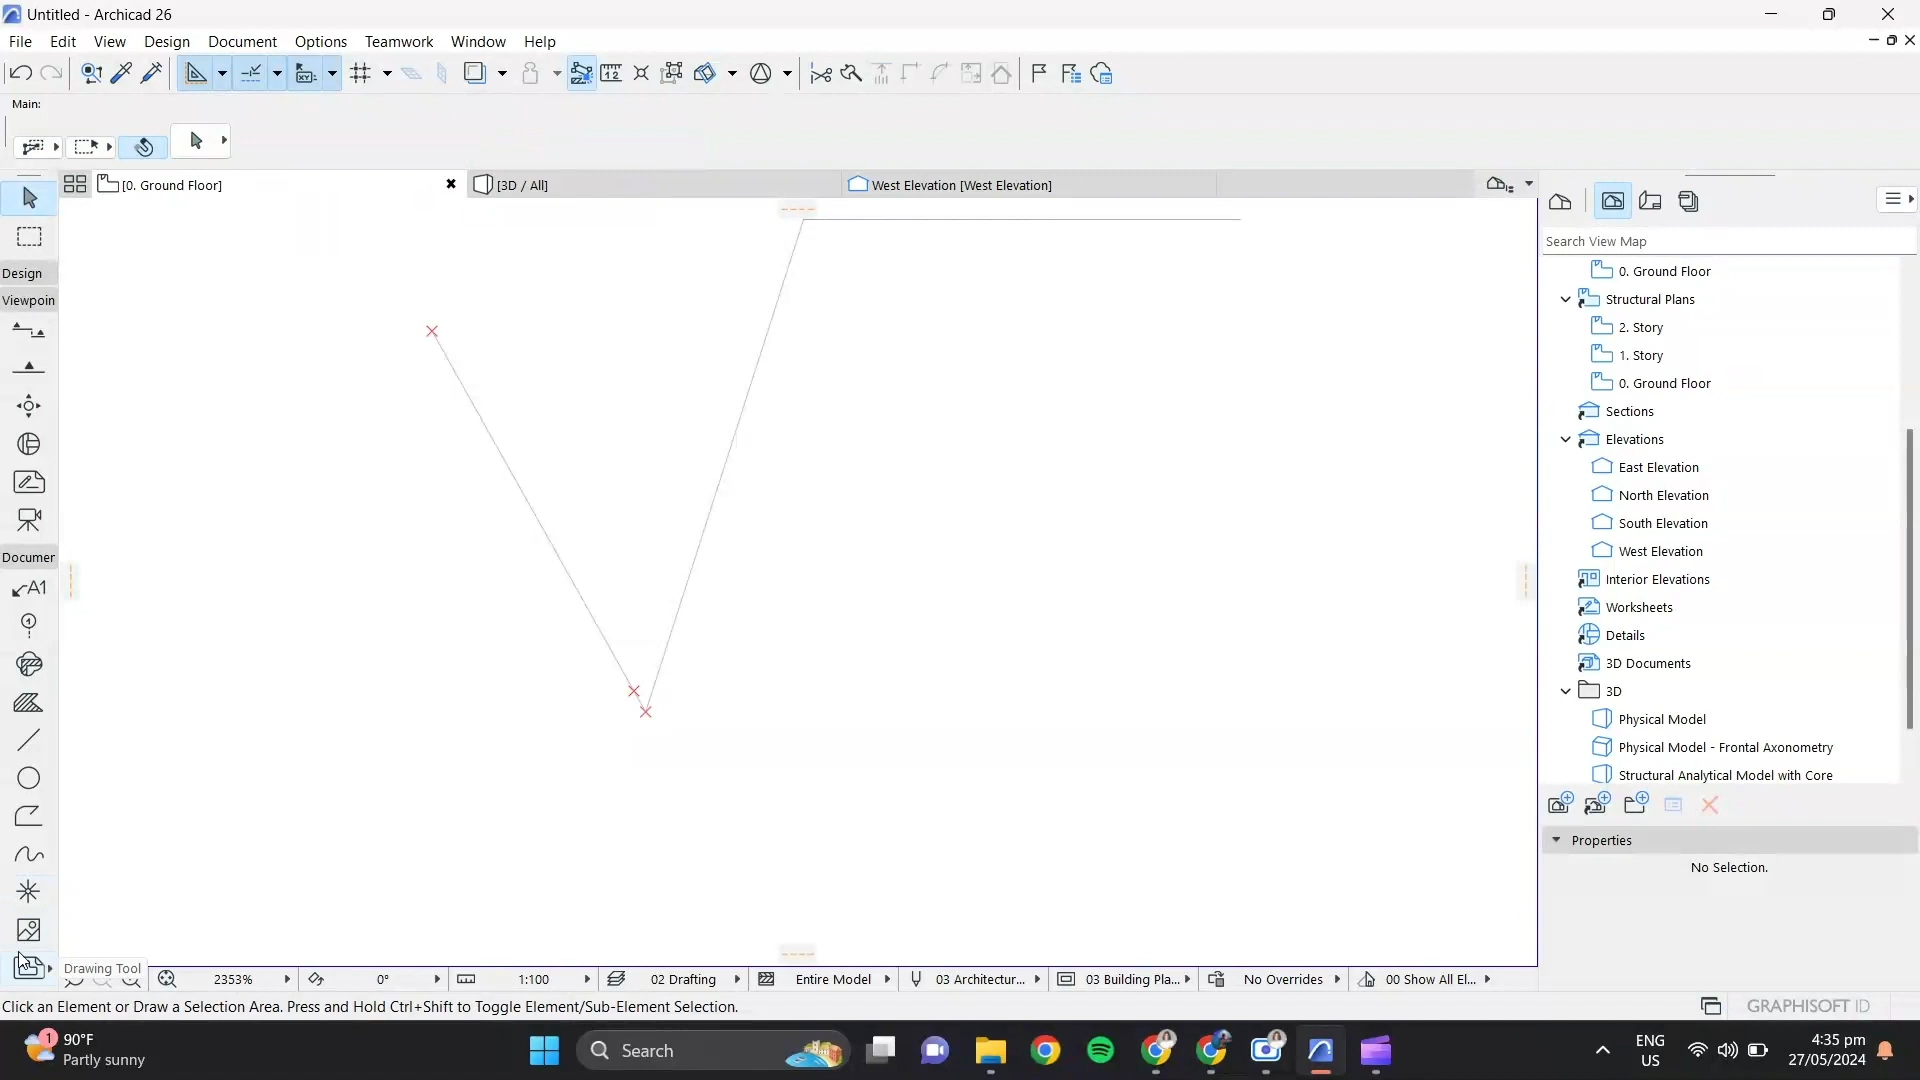 Untitled - Archicad 26
File Edit View Design Document Options Teamwork Window Help
Main:
[0. Ground Floor]
[3D / All]
West Elevation [West Elevation]
Design
Viewpoin
Documer
A1
Drawing Tool
Search View Map
0. Ground Floor
Structural Plans
2. Story
1. Story
0. Ground Floor
Sections
Elevations
East Elevation
North Elevation
South Elevation
West Elevation
Interior Elevations
Worksheets
Details
3D Documents
3D
Physical Model
Physical Model - Frontal Axonometry
Structural Analytical Model with Core
Properties
No Selection.
2353% 0° 1:100 02 Drafting Entire Model 03 Architectur... 03 Building Pla... No Overrides 00 Show All El...
Click an Element or Draw a Selection Area. Press and Hold Ctrl+Shift to Toggle Element/Sub-Element Selection.
GRAPHISOFT ID
1
90°F
Partly sunny
Search
ENG
US
4:35 pm
27/05/2024